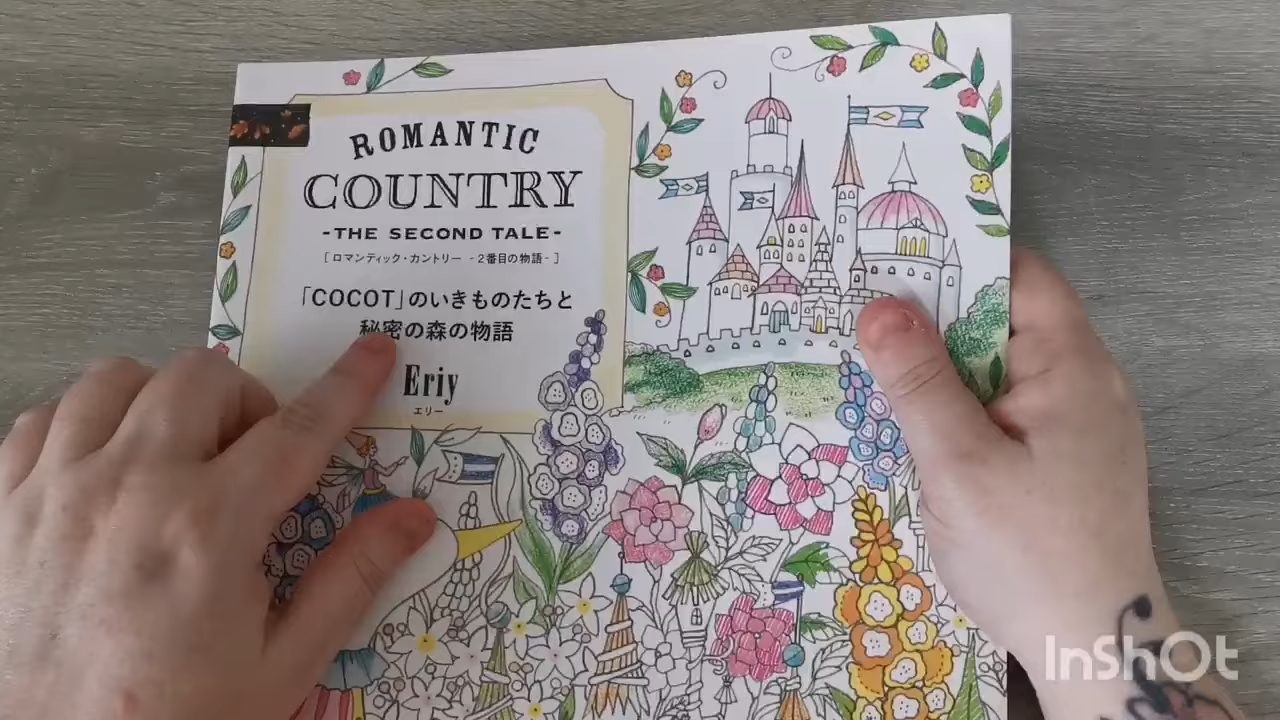 ROMANTIC
COUNTRY
-THE SECOND TALE-
[ロマンティック・カントリー -2番目の物語-]
「COCOT」のいきものたちと
秘密の森の物語
Eriy
エリー
InShOt